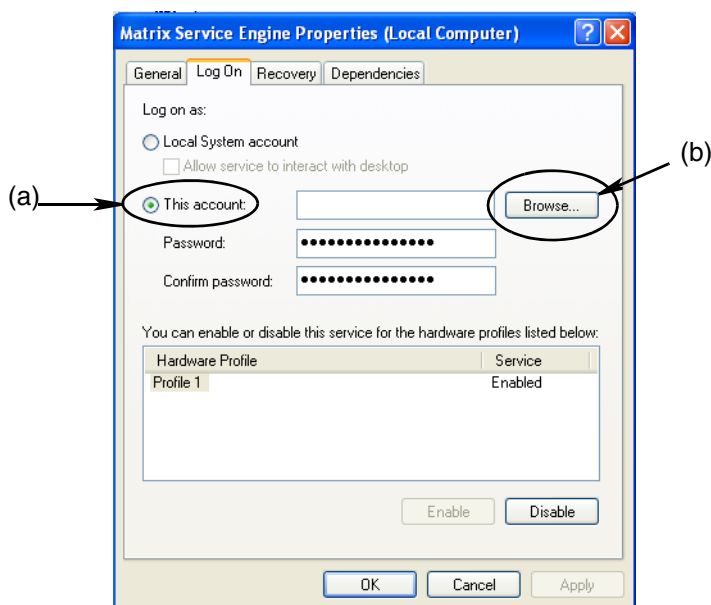 Matrix Service Engine Properties (Local Computer)
General Log On Recovery Dependencies
Log on as:
Local System account
Allow service to interact with desktop
(b)
(a)
This account:
Browse...
Password: •••••••••••••••
Confirm password: •••••••••••••••
You can enable or disable this service for the hardware profiles listed below:
Hardware Profile Service
Profile 1 Enabled
Enable Disable
OK Cancel Apply